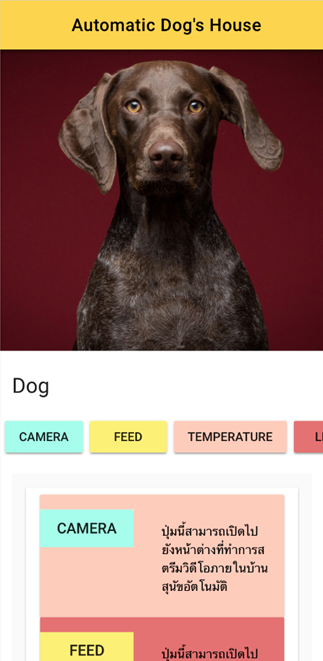 Automatic Dog's House
Dog
CAMERA FEED TEMPERATURE
CAMERA
ปุ่มนี้สามารถเปิดไป
ยังหน้าต่างที่ทำการส
ตรีมวิดีโอภายในบ้าน
สุนัขอัตโนมัติ
FEED
ปุ่มนี้สามารถเปิดไป